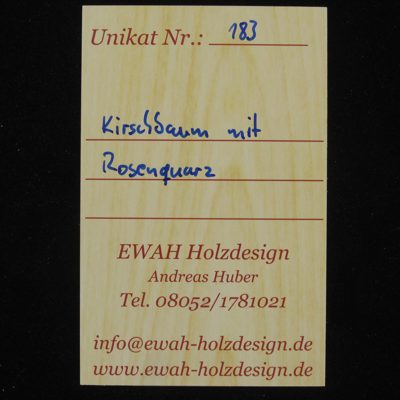 Unikat Nr.: 183
Kirschbaum mit
Rosenquarz
EWAH Holzdesign
Andreas Huber
Tel. 08052/1781021
info@ewah-holzdesign.de
www.ewah-holzdesign.de